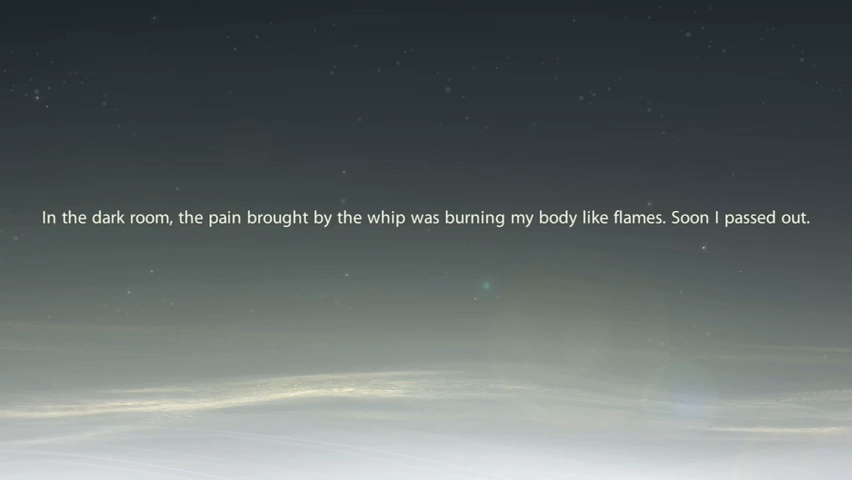 In the dark room, the pain brought by the whip was burning my body like flames. Soon I passed out.